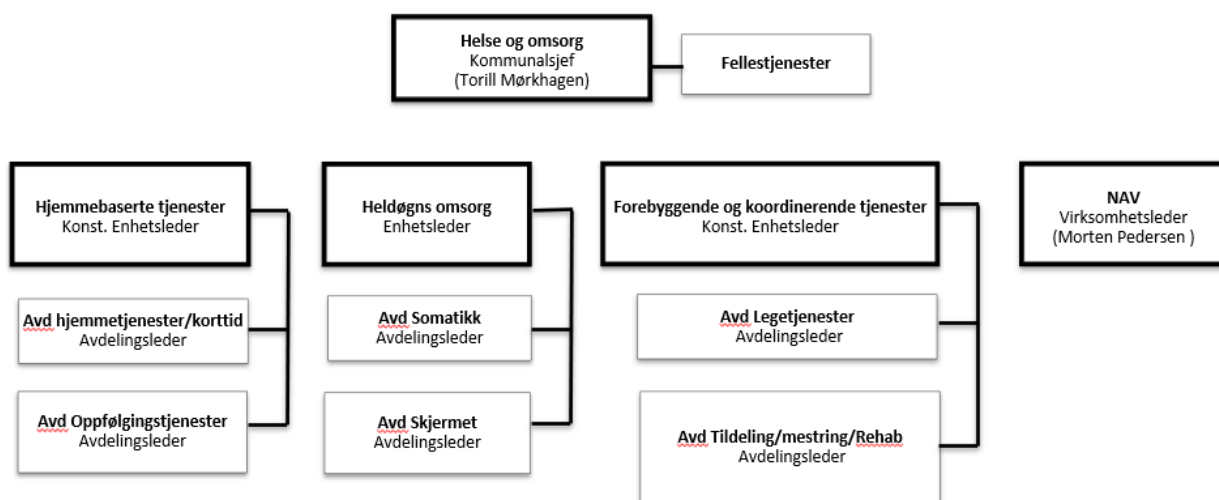 Helse og omsorg
Kommunalsjef
(Torill Mørkhagen)
Fellestjenester
Hjemmebaserte tjenester
Konst. Enhetsleder
Heldøgns omsorg
Enhetsleder
Forebyggende og koordinerende tjenester
Konst. Enhetsleder
NAV
Virksomhetsleder
(Morten Pedersen )
Avd hjemmetjenester/korttid
Avdelingsleder
Avd Somatikk
Avdelingsleder
Avd Legetjenester
Avdelingsleder
Avd Oppfølgingstjenester
Avdelingsleder
Avd Skjermet
Avdelingsleder
Avd Tildeling/mestring/Rehab
Avdelingsleder